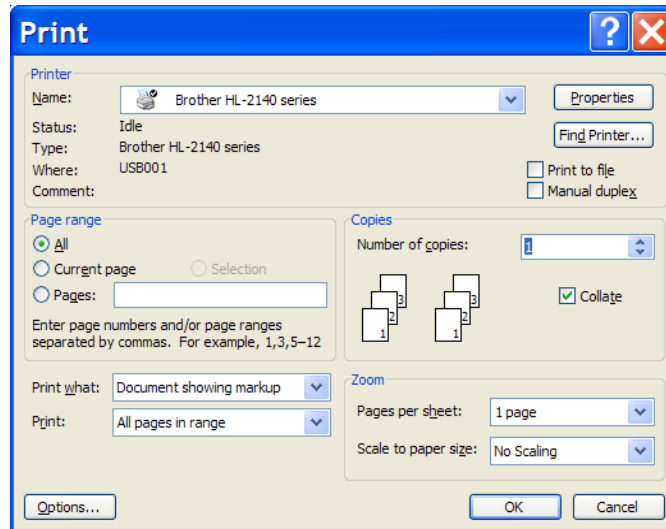 Print
Printer
Name: Brother HL-2140 series
Properties
Status: Idle
Find Printer...
Type: Brother HL-2140 series
Where: USB001
Print to file
Comment:
Manual duplex
Page range
All
Current page Selection
Pages:
Enter page numbers and/or page ranges
separated by commas. For example, 1,3,5–12
Copies
Number of copies: 1
3
2
1
3
2
1
Collate
Print what: Document showing markup
Print: All pages in range
Zoom
Pages per sheet: 1 page
Scale to paper size: No Scaling
Options...
OK
Cancel